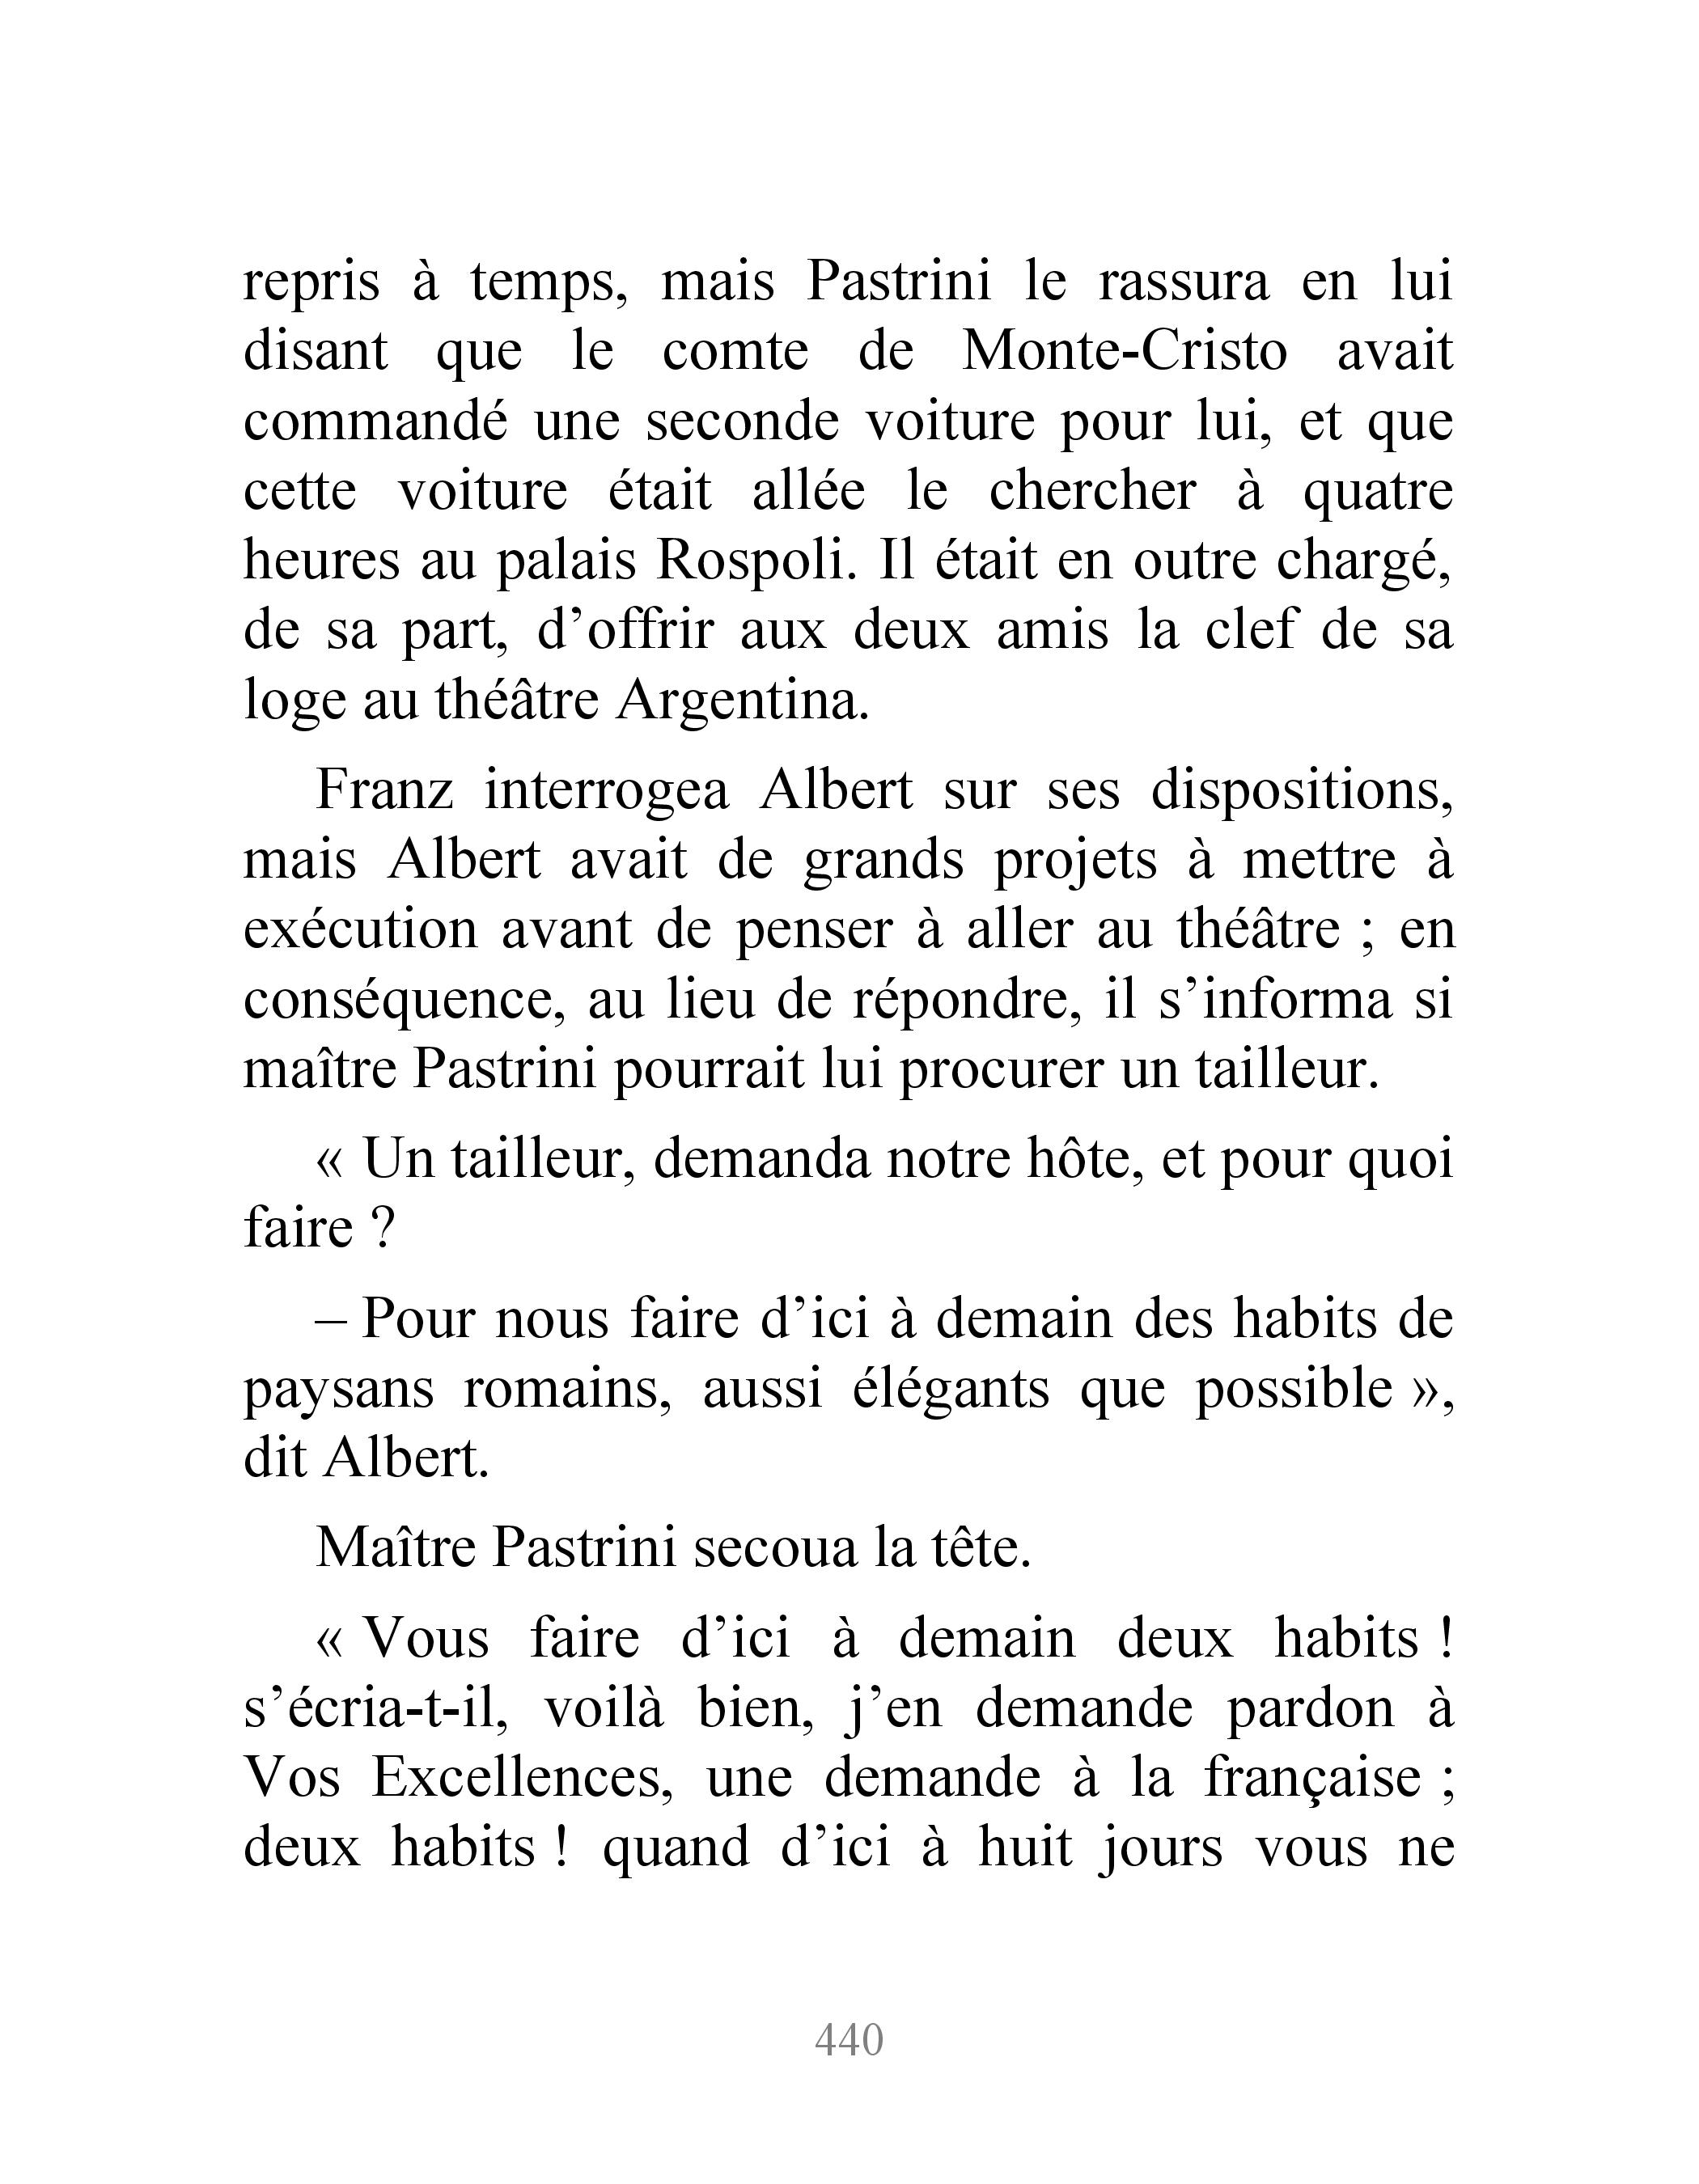 repris à temps, mais Pastrini le rassura en lui
disant que le comte de Monte-Cristo avait
commandé une seconde voiture pour lui, et que
cette voiture était allée le chercher à quatre
heures au palais Rospoli. Il était en outre chargé,
de sa part, d’offrir aux deux amis la clef de sa
loge au théâtre Argentina.
Franz interrogea Albert sur ses dispositions,
mais Albert avait de grands projets à mettre à
exécution avant de penser à aller au théâtre ; en
conséquence, au lieu de répondre, il s’informa si
maître Pastrini pourrait lui procurer un tailleur.
« Un tailleur, demanda notre hôte, et pour quoi
faire ?
– Pour nous faire d’ici à demain des habits de
paysans romains, aussi élégants que possible »,
dit Albert.
Maître Pastrini secoua la tête.
« Vous faire d’ici à demain deux habits !
s’écria-t-il, voilà bien, j’en demande pardon à
Vos Excellences, une demande à la française ;
deux habits ! quand d’ici à huit jours vous ne
440